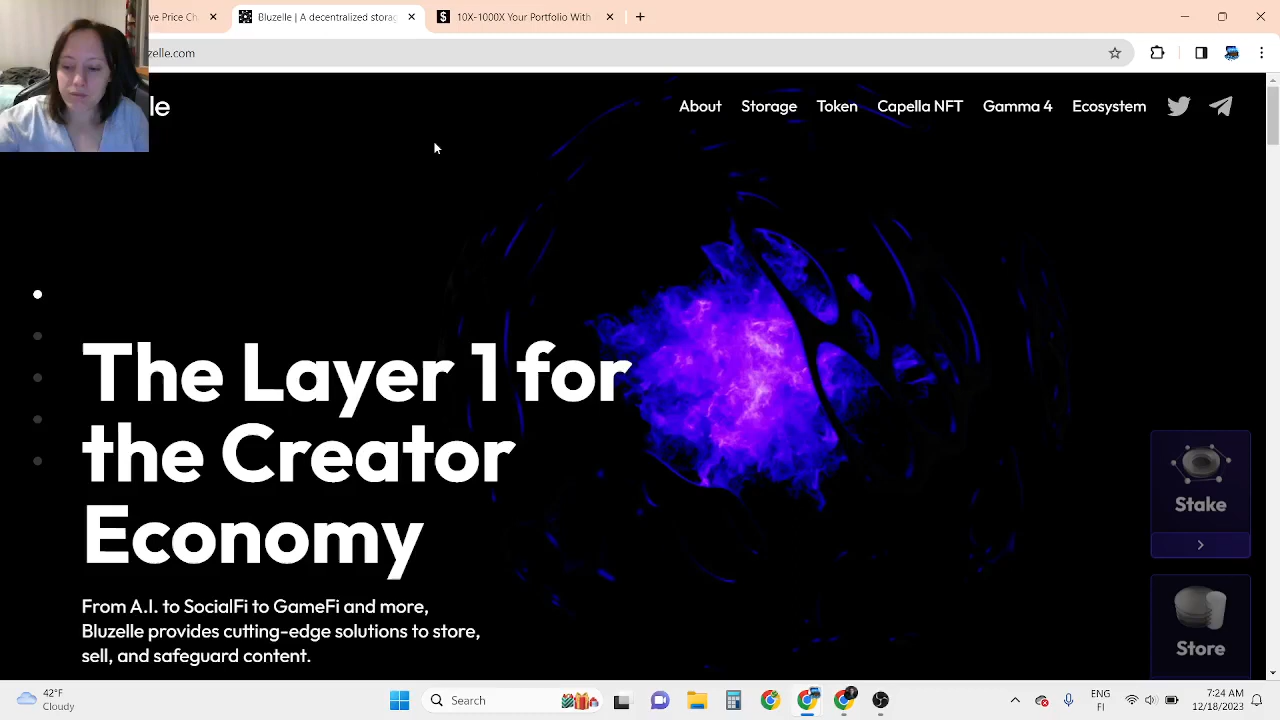 ve Price Ch
Bluzelle | A decentralized storag
10X-1000X Your Portfolio With
zelle.com
le
About
Storage
Token
Capella NFT
Gamma 4
Ecosystem
The Layer 1 for
the Creator
Economy
From A.I. to SocialFi to GameFi and more,
Bluzelle provides cutting-edge solutions to store,
sell, and safeguard content.
Stake
Store
42°F
Cloudy
Search
ENG
FI
7:24 AM
12/18/2023